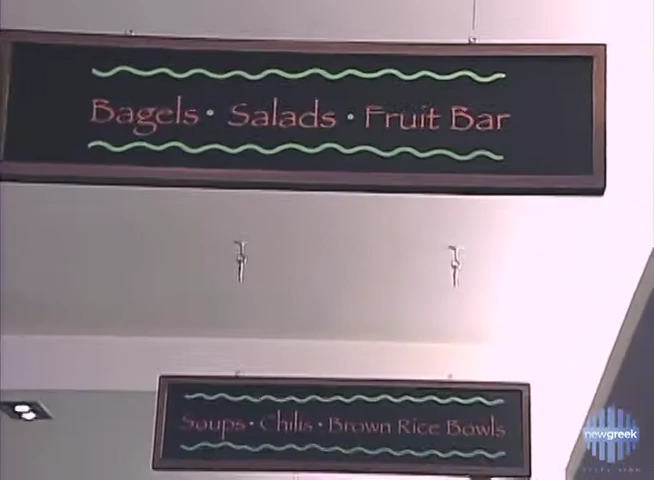 Bagels • Salads • Fruit Bar
Soups • Chilis • Brown Rice Bowls
newgreek